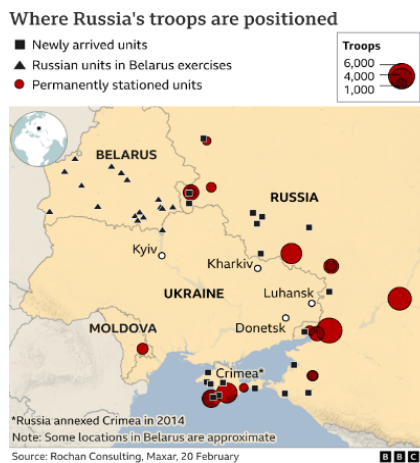 Where Russia's troops are positioned
Newly arrived units
Russian units in Belarus exercises
Permanently stationed units
Troops
6,000
4,000
1,000
BELARUS
RUSSIA
Kyiv
Kharkiv
UKRAINE
Luhansk
Donetsk
MOLDOVA
Crimea*
*Russia annexed Crimea in 2014
Note: Some locations in Belarus are approximate
Source: Rochan Consulting, Maxar, 20 February
BBC